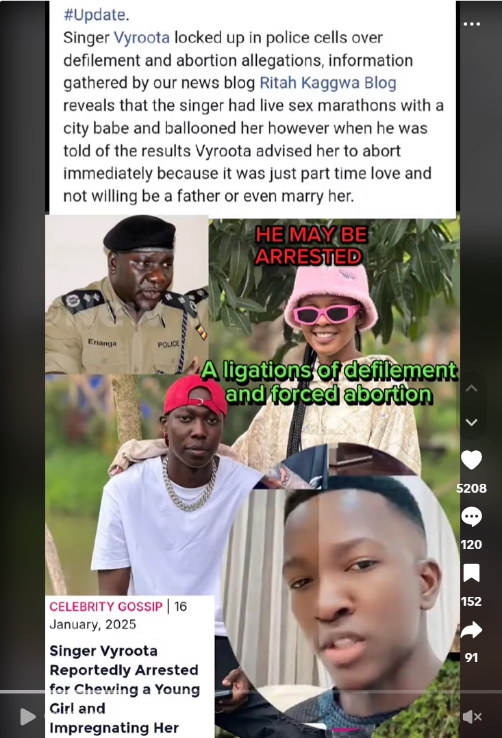 #Update.
Singer Vyroota locked up in police cells over
defilement and abortion allegations, information
gathered by our news blog Ritah Kaggwa Blog
reveals that the singer had live sex marathons with a
city babe and ballooned her however when he was
told of the results Vyroota advised her to abort
immediately because it was just part time love and
not willing be a father or even marry her.
HE MAY BE
ARRESTED
Enanga
POLICE
A ligations of defilement
and forced abortion
5208
120
152
91
CELEBRITY GOSSIP | 16
January, 2025
Singer Vyroota
Reportedly Arrested
for Chewing a Young
Girl and
Impregnating Her